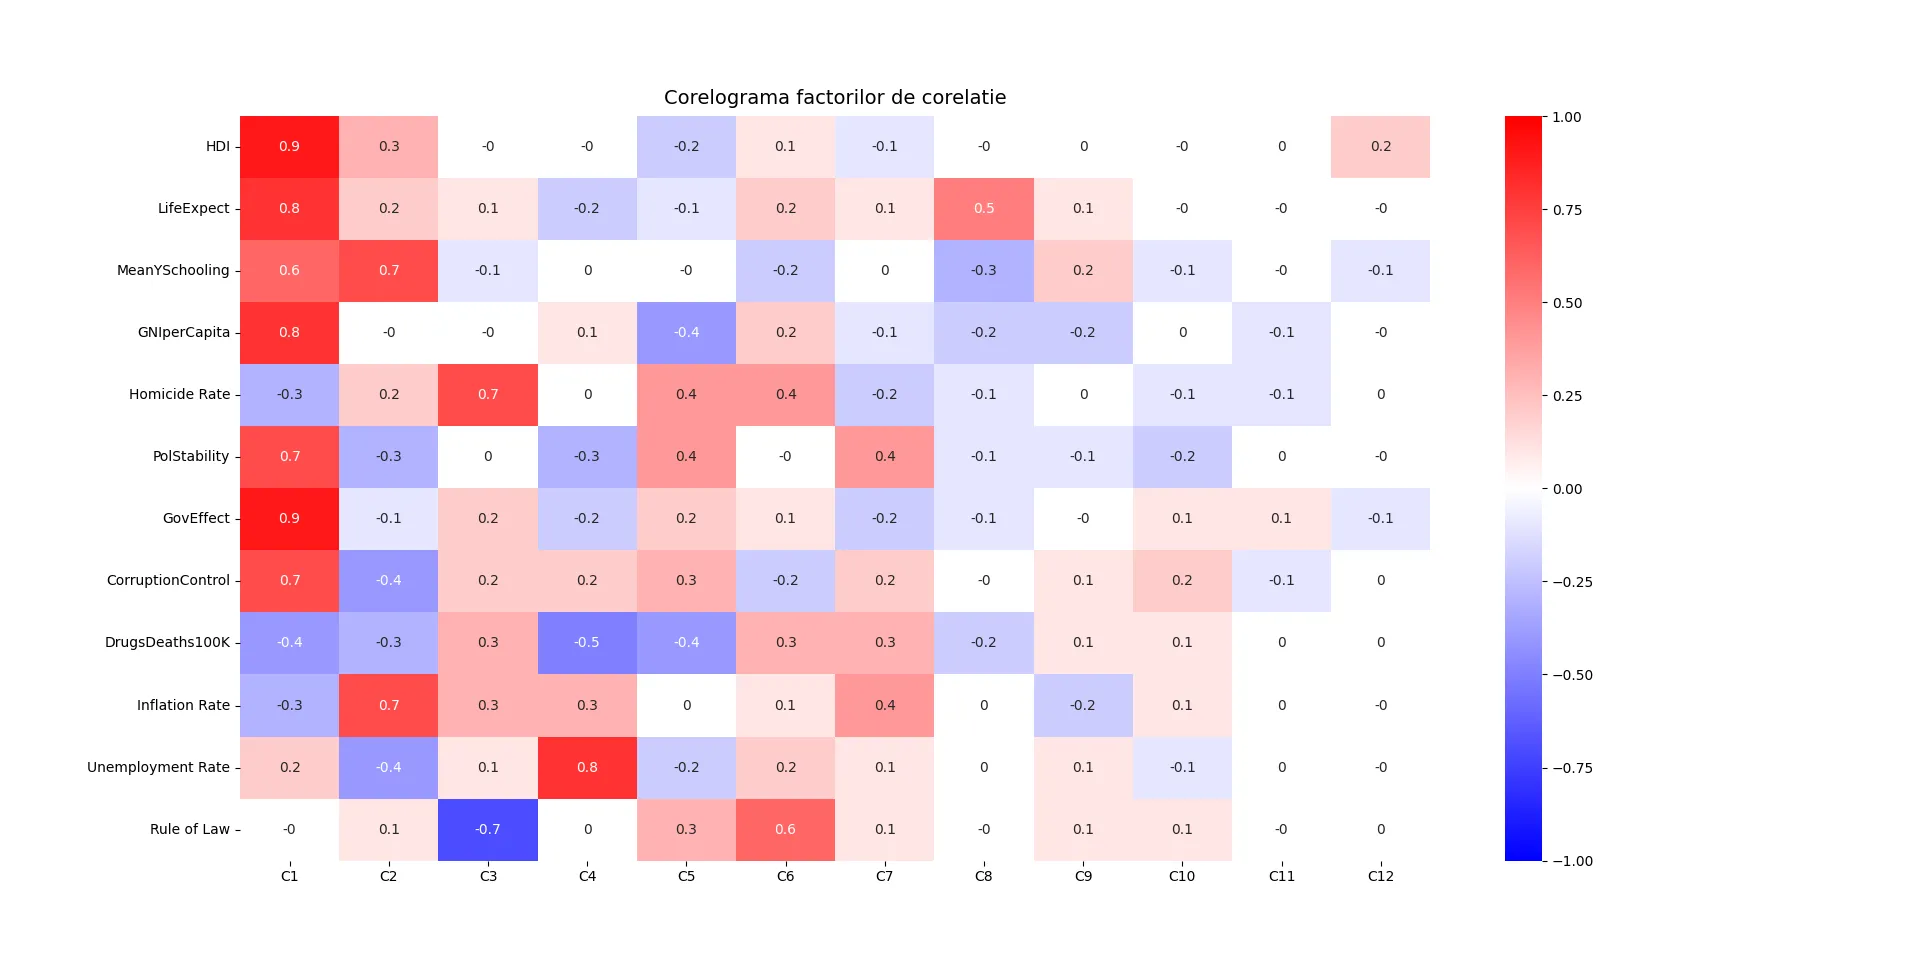 Corelograma factorilor de corelatie
HDI 0.9 0.3 -0 -0 -0.2 0.1 -0.1 -0 0 -0 0 0.2
LifeExpect 0.8 0.2 0.1 -0.2 -0.1 0.2 0.1 0.5 0.1 -0 -0 -0
MeanYSchooling 0.6 0.7 -0.1 0 -0 -0.2 0 -0.3 0.2 -0.1 -0 -0.1
GNIperCapita 0.8 -0 -0 0.1 -0.4 0.2 -0.1 -0.2 -0.2 0 -0.1 -0
Homicide Rate -0.3 0.2 0.7 0 0.4 0.4 -0.2 -0.1 0 -0.1 -0.1 0
PolStability 0.7 -0.3 0 -0.3 0.4 -0 0.4 -0.1 -0.1 -0.2 0 -0
GovEffect 0.9 -0.1 0.2 -0.2 0.2 0.1 -0.2 -0.1 -0 0.1 0.1 -0.1
CorruptionControl 0.7 -0.4 0.2 0.2 0.3 -0.2 0.2 -0 0.1 0.2 -0.1 0
DrugsDeaths100K -0.4 -0.3 0.3 -0.5 -0.4 0.3 0.3 -0.2 0.1 0.1 0 0
Inflation Rate -0.3 0.7 0.3 0.3 0 0.1 0.4 0 -0.2 0.1 0 -0
Unemployment Rate 0.2 -0.4 0.1 0.8 -0.2 0.2 0.1 0 0.1 -0.1 0 -0
Rule of Law -0 0.1 -0.7 0 0.3 0.6 0.1 -0 0.1 0.1 -0 0
C1 C2 C3 C4 C5 C6 C7 C8 C9 C10 C11 C12
1.00
0.75
0.50
0.25
0.00
−0.25
−0.50
−0.75
−1.00